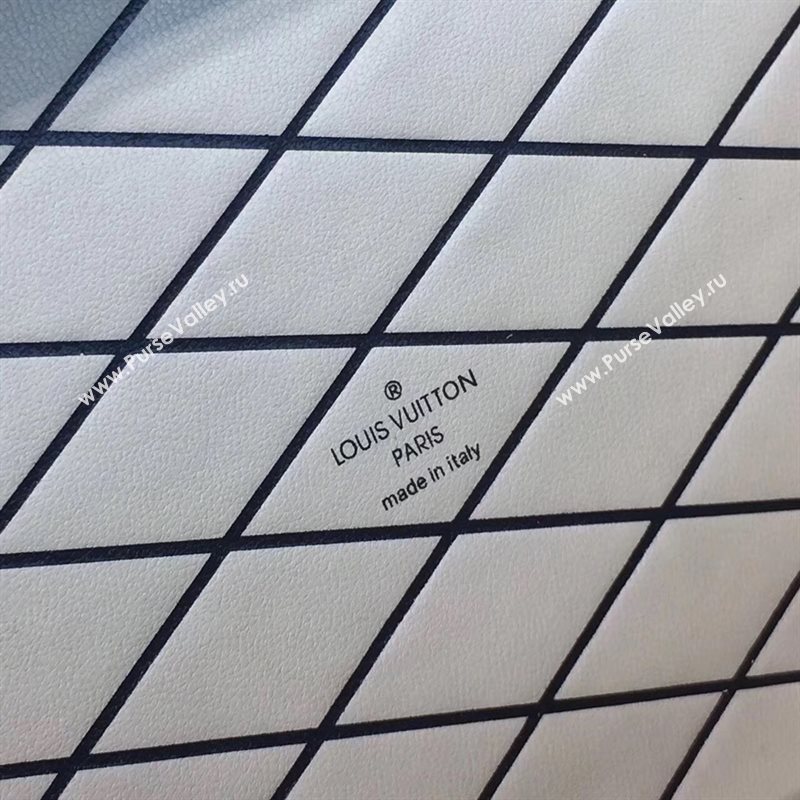 ®
LOUIS VUITTON
PARIS
made in italy
www.PurseValley.ru
www.PurseValley.ru